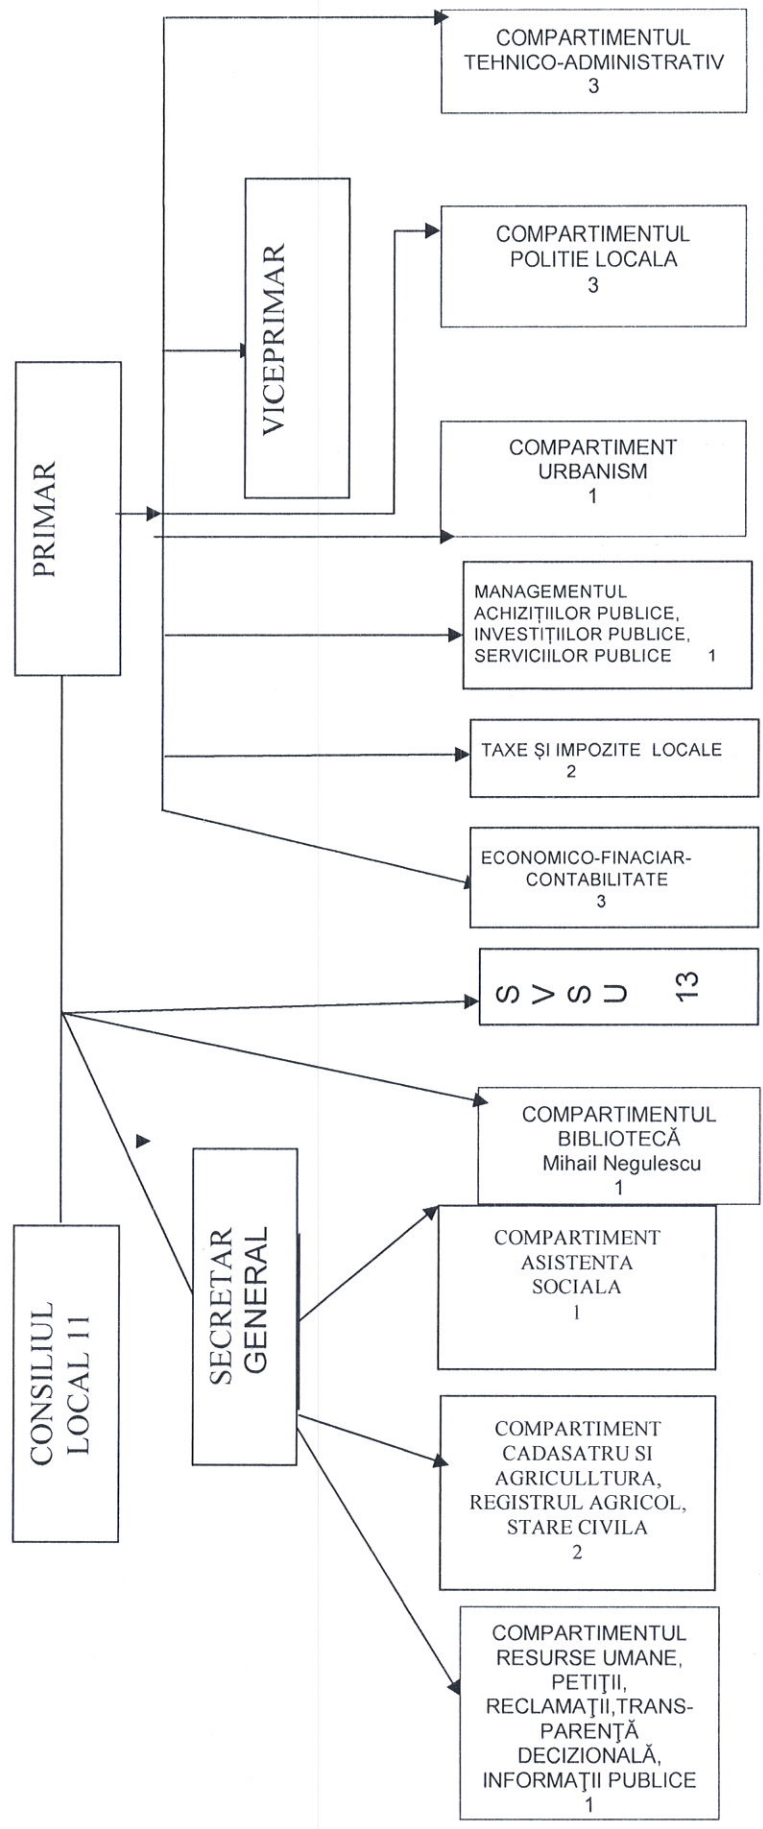 COMPARTIMENTUL
TEHNICO-ADMINISTRATIV
3
VICEPRIMAR
COMPARTIMENTUL
POLITIE LOCALA
3
PRIMAR
COMPARTIMENT
URBANISM
1
MANAGEMENTUL
ACHIZIȚIILOR PUBLICE,
INVESTIȚIILOR PUBLICE,
SERVICIILOR PUBLICE 1
TAXE ȘI IMPOZITE LOCALE
2
ECONOMICO-FINACIAR-
CONTABILITATE
3
S V S U 13
COMPARTIMENTUL
BIBLIOTECĂ
Mihail Negulescu
1
CONSILIUL
LOCAL 11
SECRETAR
GENERAL
COMPARTIMENT
ASISTENTA
SOCIALA
1
COMPARTIMENT
CADASATRU SI
AGRICULLTURA,
REGISTRUL AGRICOL,
STARE CIVILA
2
COMPARTIMENTUL
RESURSE UMANE,
PETIŢII,
RECLAMAŢII,TRANS-
PARENŢĂ
DECIZIONALĂ,
INFORMAŢII PUBLICE
1